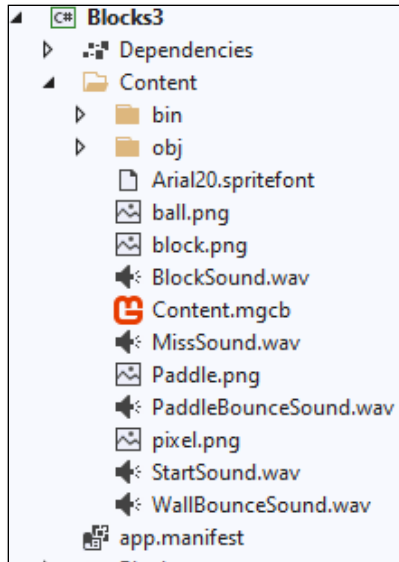 C# Blocks3
Dependencies
Content
bin
obj
Arial20.spritefont
ball.png
block.png
BlockSound.wav
Content.mgcb
MissSound.wav
Paddle.png
PaddleBounceSound.wav
pixel.png
StartSound.wav
WallBounceSound.wav
app.manifest